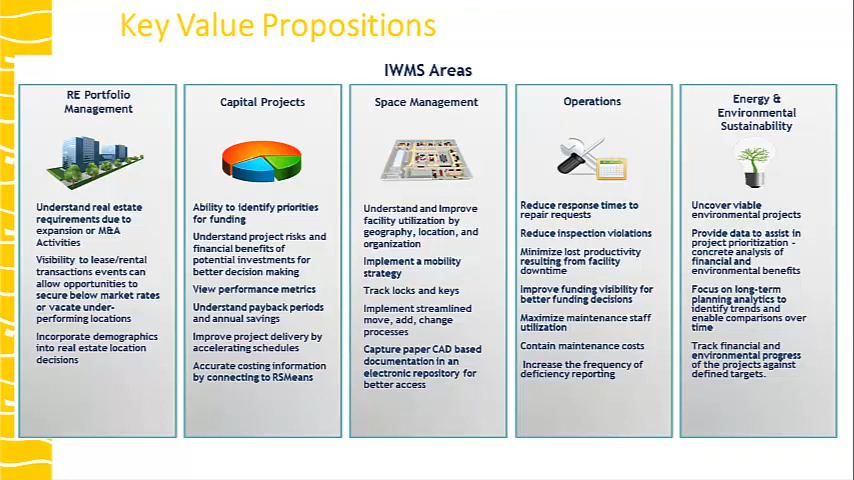 Key Value Propositions
IWMS Areas
RE Portfolio
Management
Understand real estate
requirements due to
expansion or M&A
Activities
Visibility to lease/rental
transactions events can
allow opportunities to
secure below market rates
or vacate under-
performing locations
Incorporate demographics
into real estate location
decisions
Capital Projects
Ability to identify priorities
for funding
Understand project risks and
financial benefits of
potential investments for
better decision making
View performance metrics
Understand payback periods
and annual savings
Improve project delivery by
accelerating schedules
Accurate costing information
by connecting to RSMeans
Space Management
Understand and Improve
facility utilization by
geography, location, and
organization
Implement a mobility
strategy
Track locks and keys
Implement streamlined
move, add, change
processes
Capture paper CAD based
documentation in an
electronic repository for
better access
Operations
Reduce response times to
repair requests
Reduce inspection violations
Minimize lost productivity
resulting from facility
downtime
Improve funding visibility for
better funding decisions
Maximize maintenance staff
utilization
Contain maintenance costs
Increase the frequency of
deficiency reporting
Energy &
Environmental
Sustainability
Uncover viable
environmental projects
Provide data to assist in
project prioritization –
concrete analysis of
financial and
environmental benefits
Focus on long-term
planning analytics to
identify trends and
enable comparisons over
time
Track financial and
environmental progress
of the projects against
defined targets.